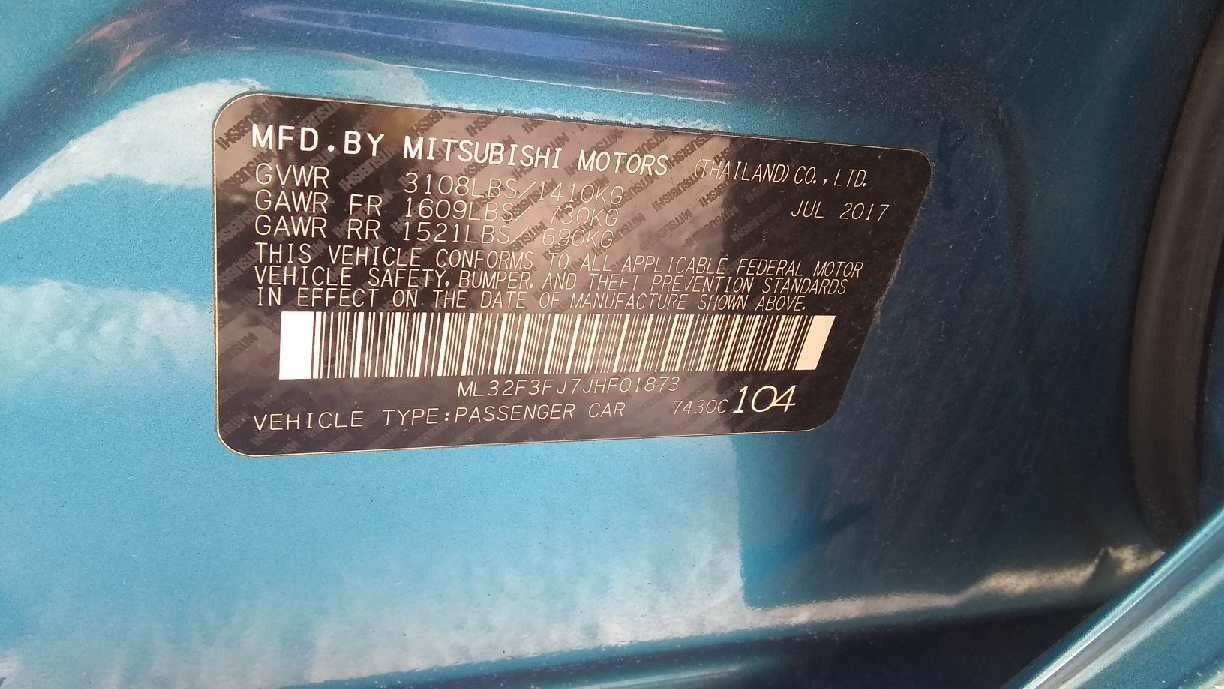 MFD.BY MITSUBISHI MOTORS (THAILAND)CO.,LTD.
GVWR 3108LBS/1410KG JUL 2017
GAWR FR 1609LBS/ 730KG
GAWR RR 1521LBS/ 690KG
THIS VEHICLE CONFORMS TO ALL APPLICABLE FEDERAL MOTOR
VEHICLE SAFETY, BUMPER, AND THEFT PREVENTION STANDARDS
IN EFFECT ON THE DATE OF MANUFACTURE SHOWN ABOVE.
ML32F3FJ7JHF01873
VEHICLE TYPE:PASSENGER CAR 7430C 104